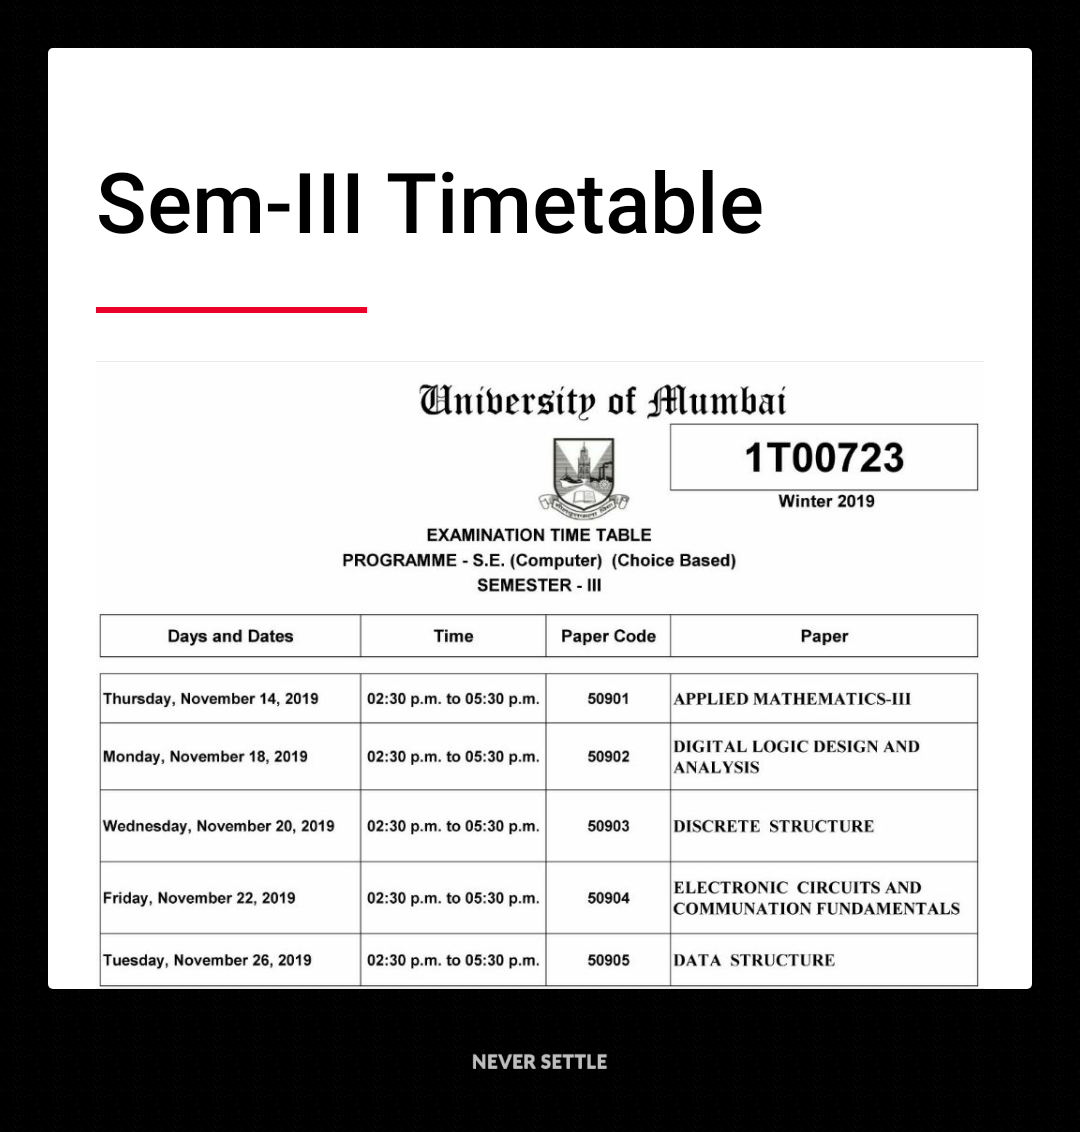 Sem-III Timetable
University of Mumbai
1T00723
Winter 2019
EXAMINATION TIME TABLE
PROGRAMME - S.E. (Computer) (Choice Based)
SEMESTER - III
Days and Dates Time Paper Code Paper
Thursday, November 14, 2019 02:30 p.m. to 05:30 p.m. 50901 APPLIED MATHEMATICS-III
Monday, November 18, 2019 02:30 p.m. to 05:30 p.m. 50902 DIGITAL LOGIC DESIGN AND
ANALYSIS
Wednesday, November 20, 2019 02:30 p.m. to 05:30 p.m. 50903 DISCRETE STRUCTURE
Friday, November 22, 2019 02:30 p.m. to 05:30 p.m. 50904 ELECTRONIC CIRCUITS AND
COMMUNATION FUNDAMENTALS
Tuesday, November 26, 2019 02:30 p.m. to 05:30 p.m. 50905 DATA STRUCTURE
NEVER SETTLE